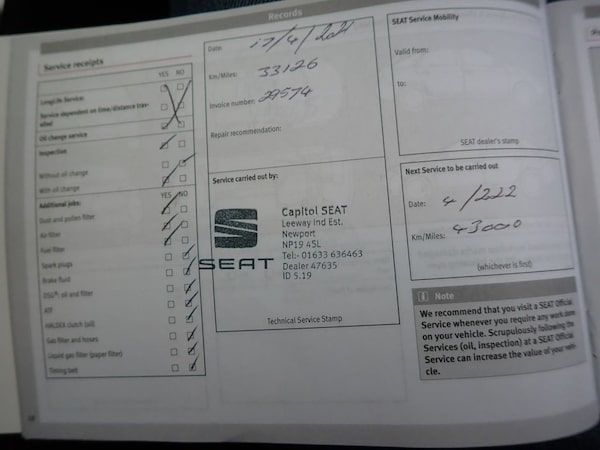 Records
Service receipts
YES NO
LongLife Service:
Service dependent on time/distance trav-
elled
Oil change service
Inspection
Without oil change
With oil change
Additional jobs: YES NO
Dust and pollen filter
Air filter
Fuel filter
Spark plugs
Brake fluid
DSG®: oil and filter
ATF
HALDEX clutch (oil)
Gas filter and hoses
Liquid gas filter (paper filter)
Timing belt
Date: 17/4/2021
Km/Miles: 33126
Invoice number: 29574
Repair recommendation:
Service carried out by:
SEAT
Capitol SEAT
Leeway Ind Est.
Newport
NP19 4SL
Tel:- 01633 636463
Dealer 47635
ID 5.19
Technical Service Stamp
SEAT Service Mobility
Valid from:
to:
SEAT dealer's stamp
Next Service to be carried out
Date: 4/2022
Km/Miles: 43000
(whichever is first)
Note
We recommend that you visit a SEAT Official
Service whenever you require any work done
on your vehicle. Scrupulously following the
Services (oil, inspection) at a SEAT Official
Service can increase the value of your vehi-
cle.